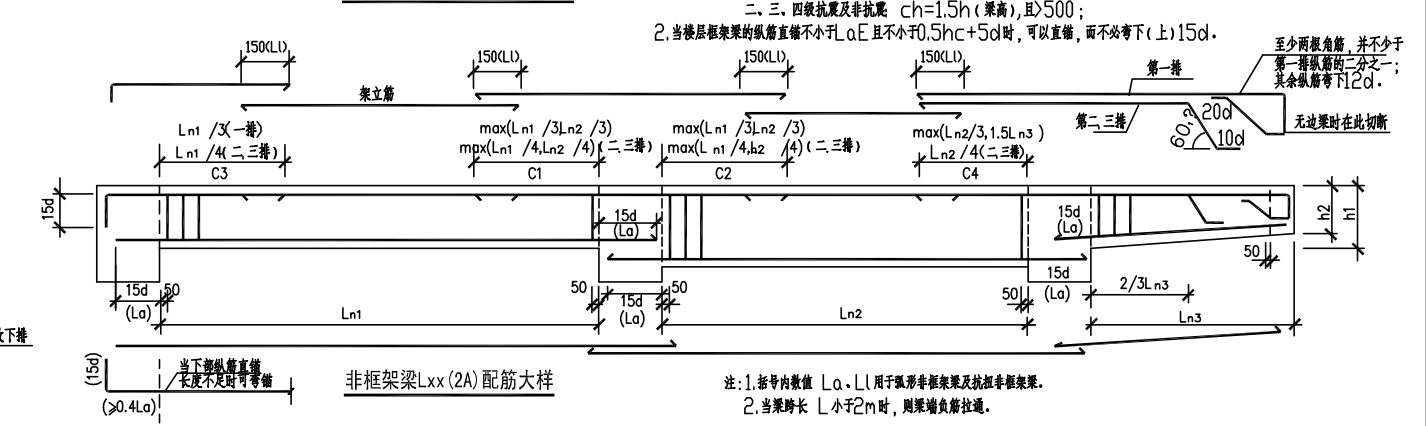 二、三、四级抗震及非抗震 ch=1.5h(梁高),且>500;
2.当楼层框架梁的纵筋直锚不小于LaE且不小于0.5hc+5d时,可以直锚,而不必弯下(上)15d.
150(Ll)
150(Ll)
150(Ll)
150(Ll)
至少两根角筋,并不少于
第一排纵筋的二分之一;
其余纵筋弯下12d.
第一排
架立筋
第二,三排
20d
无边梁时在此切断
60,?
10d
Ln1 /3(一排)
Ln1 /4(二,三排)
C3
max(Ln1 /3,Ln2 /3)
max(Ln1 /4,Ln2 /4)(二,三排)
C1
max(Ln1 /3,Ln2 /3)
max(Ln1 /4,h2 /4)(二,三排)
C2
max(Ln2/3,1.5Ln3)
Ln2 /4(二,三排)
C4
15d
15d
(La)
15d
(La)
h2
h1
15d
(La)
50
50
15d
(La)
50
50
15d
(La)
50
2/3Ln3
Ln1
Ln2
Ln3
下排
(15d)
当下部纵筋直锚
长度不足时可弯锚
(≥0.4La)
非框架梁Lxx(2A)配筋大样
注:1.括号内数值 La、Ll用于弧形非框架梁及抗扭非框架梁.
2.当梁跨长 L小于2m时,则梁端负筋拉通.